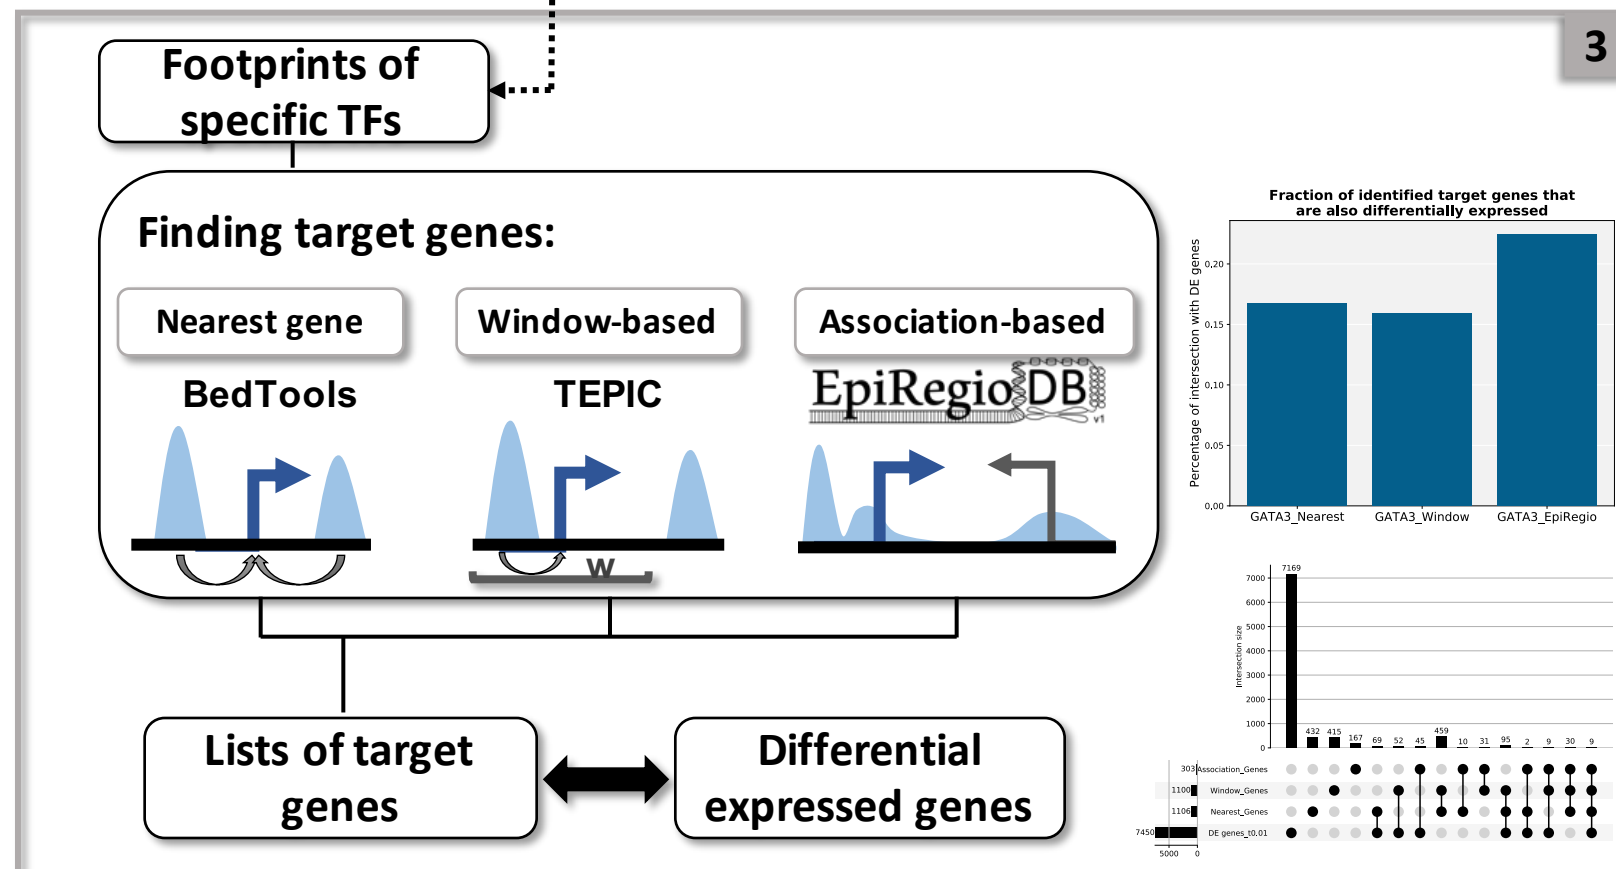 3
Footprints of
specific TFs
Finding target genes:
Nearest gene
Window-based
Association-based
BedTools
TEPIC
EpiRegio DB
v1
W
Lists of target
genes
Differential
expressed genes
Fraction of identified target genes that
are also differentially expressed
Percentage of intersection with DE genes
0.20
0.15
0.10
0.05
0.00
GATA3_Nearest
GATA3_Window
GATA3_EpiRegio
Intersection size
7000
6000
5000
4000
3000
2000
1000
0
7169
432
415
167
69
52
45
459
10
31
95
2
9
30
9
303
Association_Genes
1100
Window_Genes
1106
Nearest_Genes
7450
DE genes_t0.01
5000
0